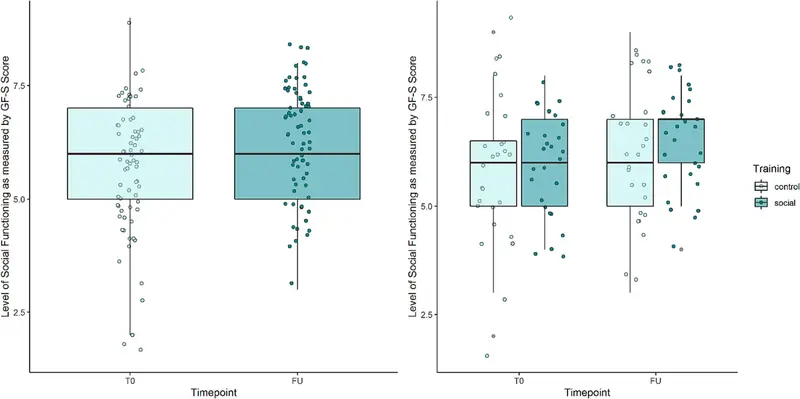 Level of Social Functioning as measured by GF-S Score
7.5
5.0
2.5
T0
FU
Timepoint
Level of Social Functioning as measured by GF-S Score
7.5
5.0
2.5
T0
FU
Timepoint
Training
control
social